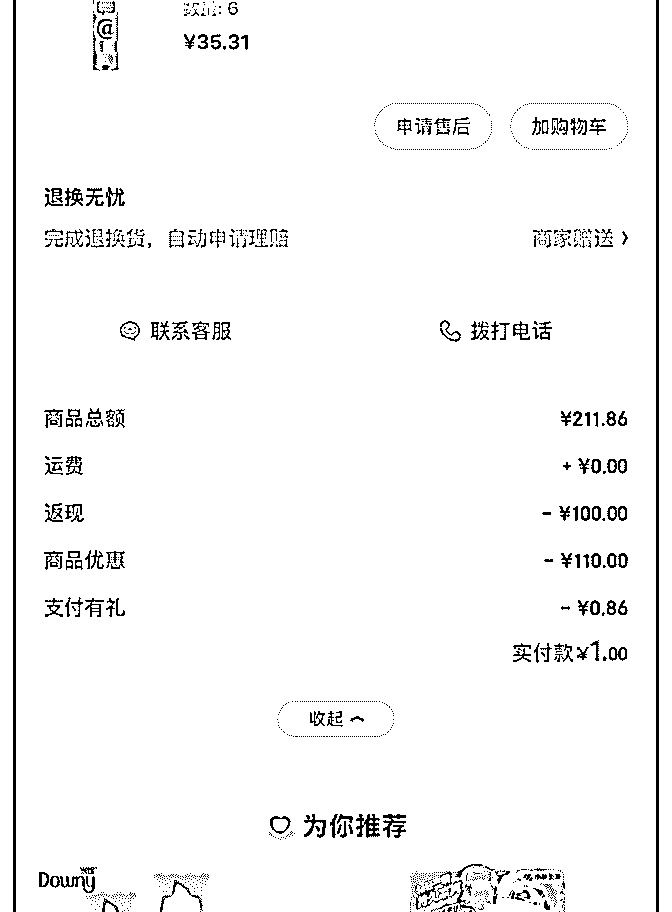 数量: 6
¥35.31
申请售后
加购物车
退换无忧
完成退换货，自动申请理赔
商家赠送 ›
联系客服
拨打电话
商品总额 ¥211.86
运费 + ¥0.00
返现 - ¥100.00
商品优惠 - ¥110.00
支付有礼 - ¥0.86
实付款¥1.00
收起
为你推荐
Downy